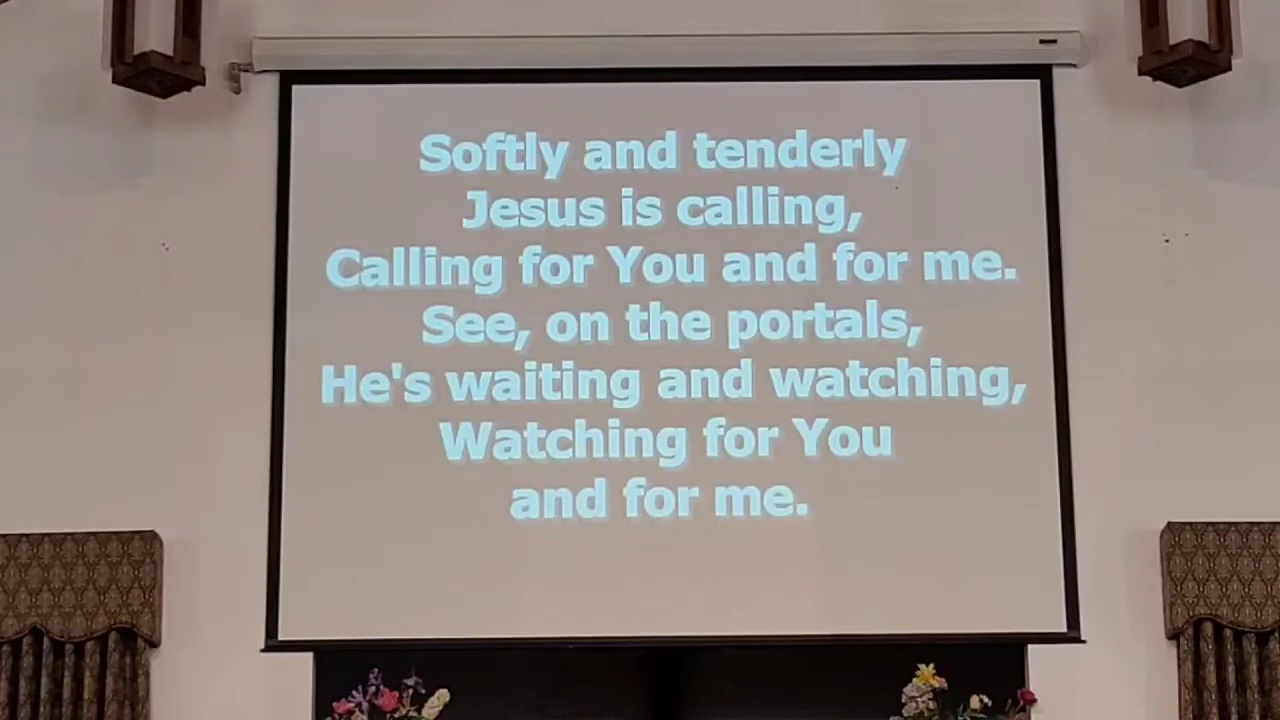 Softly and tenderly
Jesus is calling,
Calling for You and for me.
See, on the portals,
He's waiting and watching,
Watching for You
and for me.